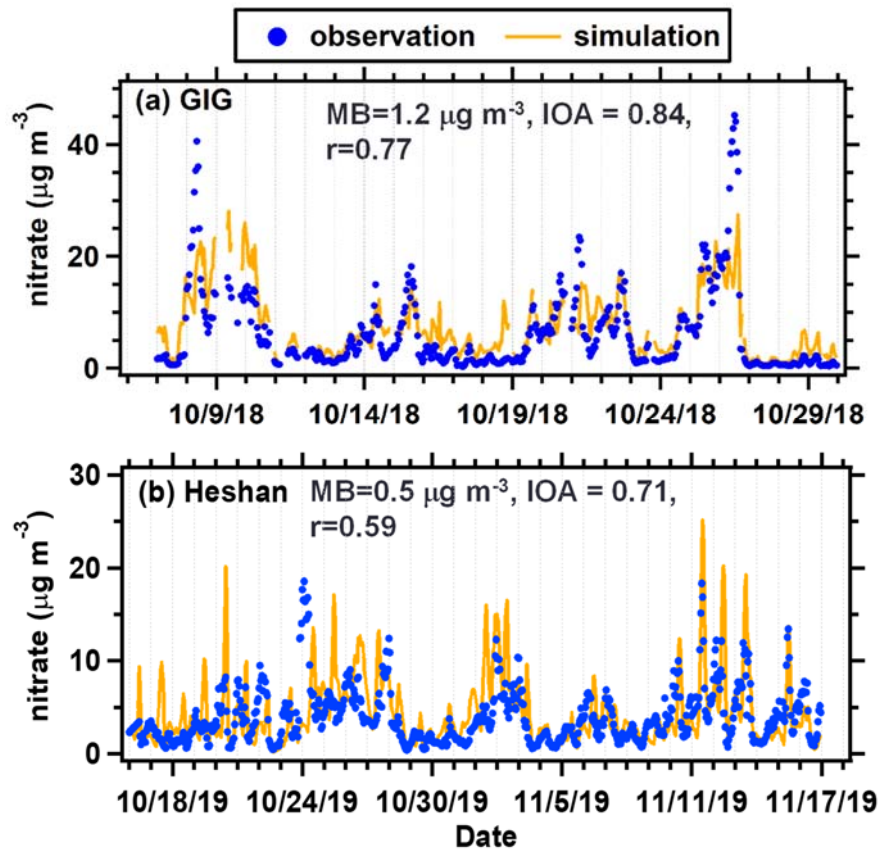 observation simulation
(a) GIG
MB=1.2 μg m⁻³, IOA = 0.84,
r=0.77
nitrate (μg m⁻³)
40
20
0
10/9/18 10/14/18 10/19/18 10/24/18 10/29/18
(b) Heshan
MB=0.5 μg m⁻³, IOA = 0.71,
r=0.59
nitrate (μg m⁻³)
30
20
10
0
10/18/19 10/24/19 10/30/19 11/5/19 11/11/19 11/17/19
Date